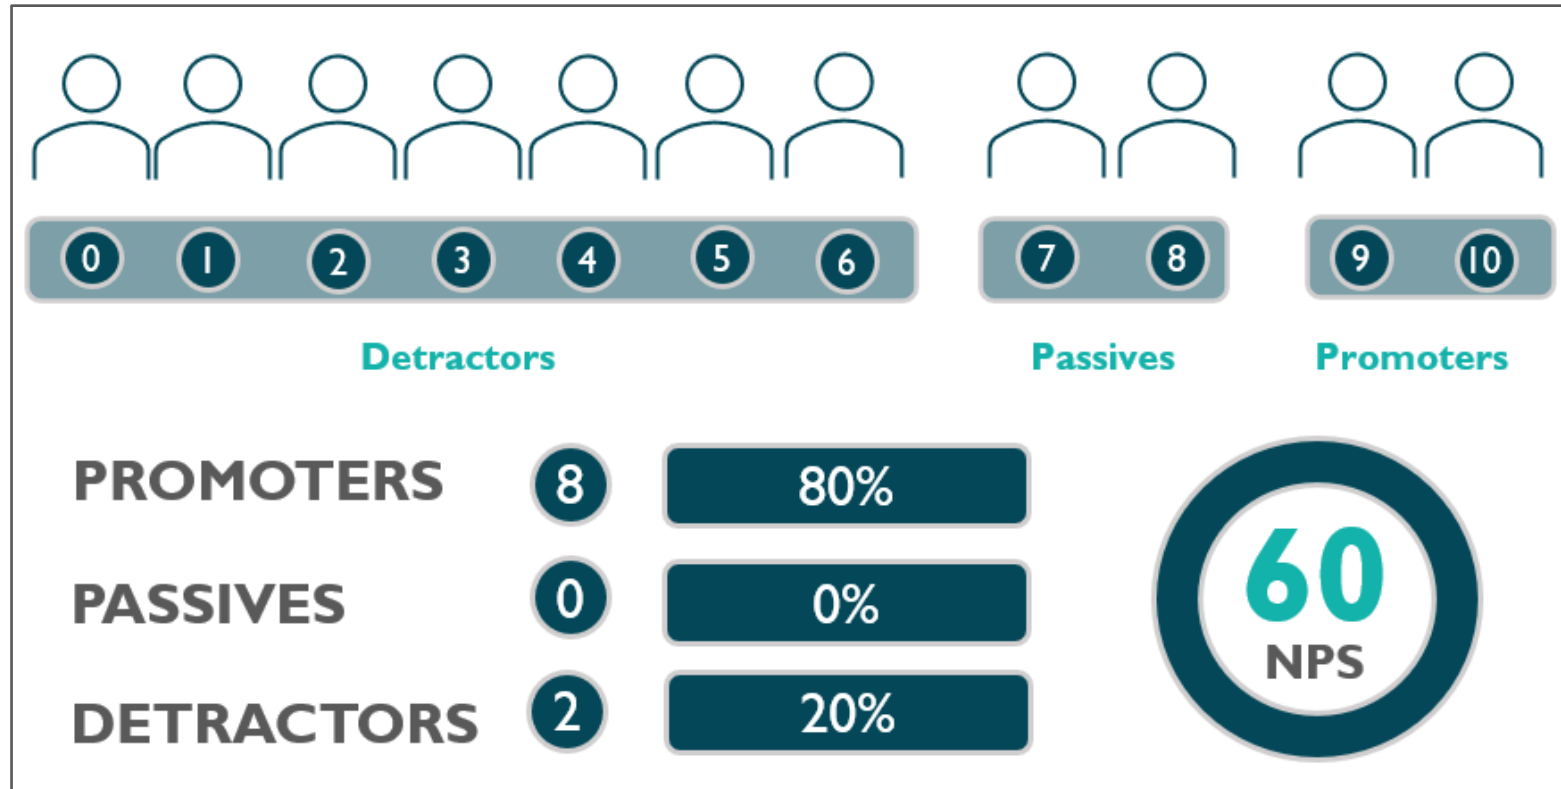 0 1 2 3 4 5 6 7 8 9 10
Detractors Passives Promoters
PROMOTERS 8 80%
PASSIVES 0 0%
DETRACTORS 2 20%
60
NPS